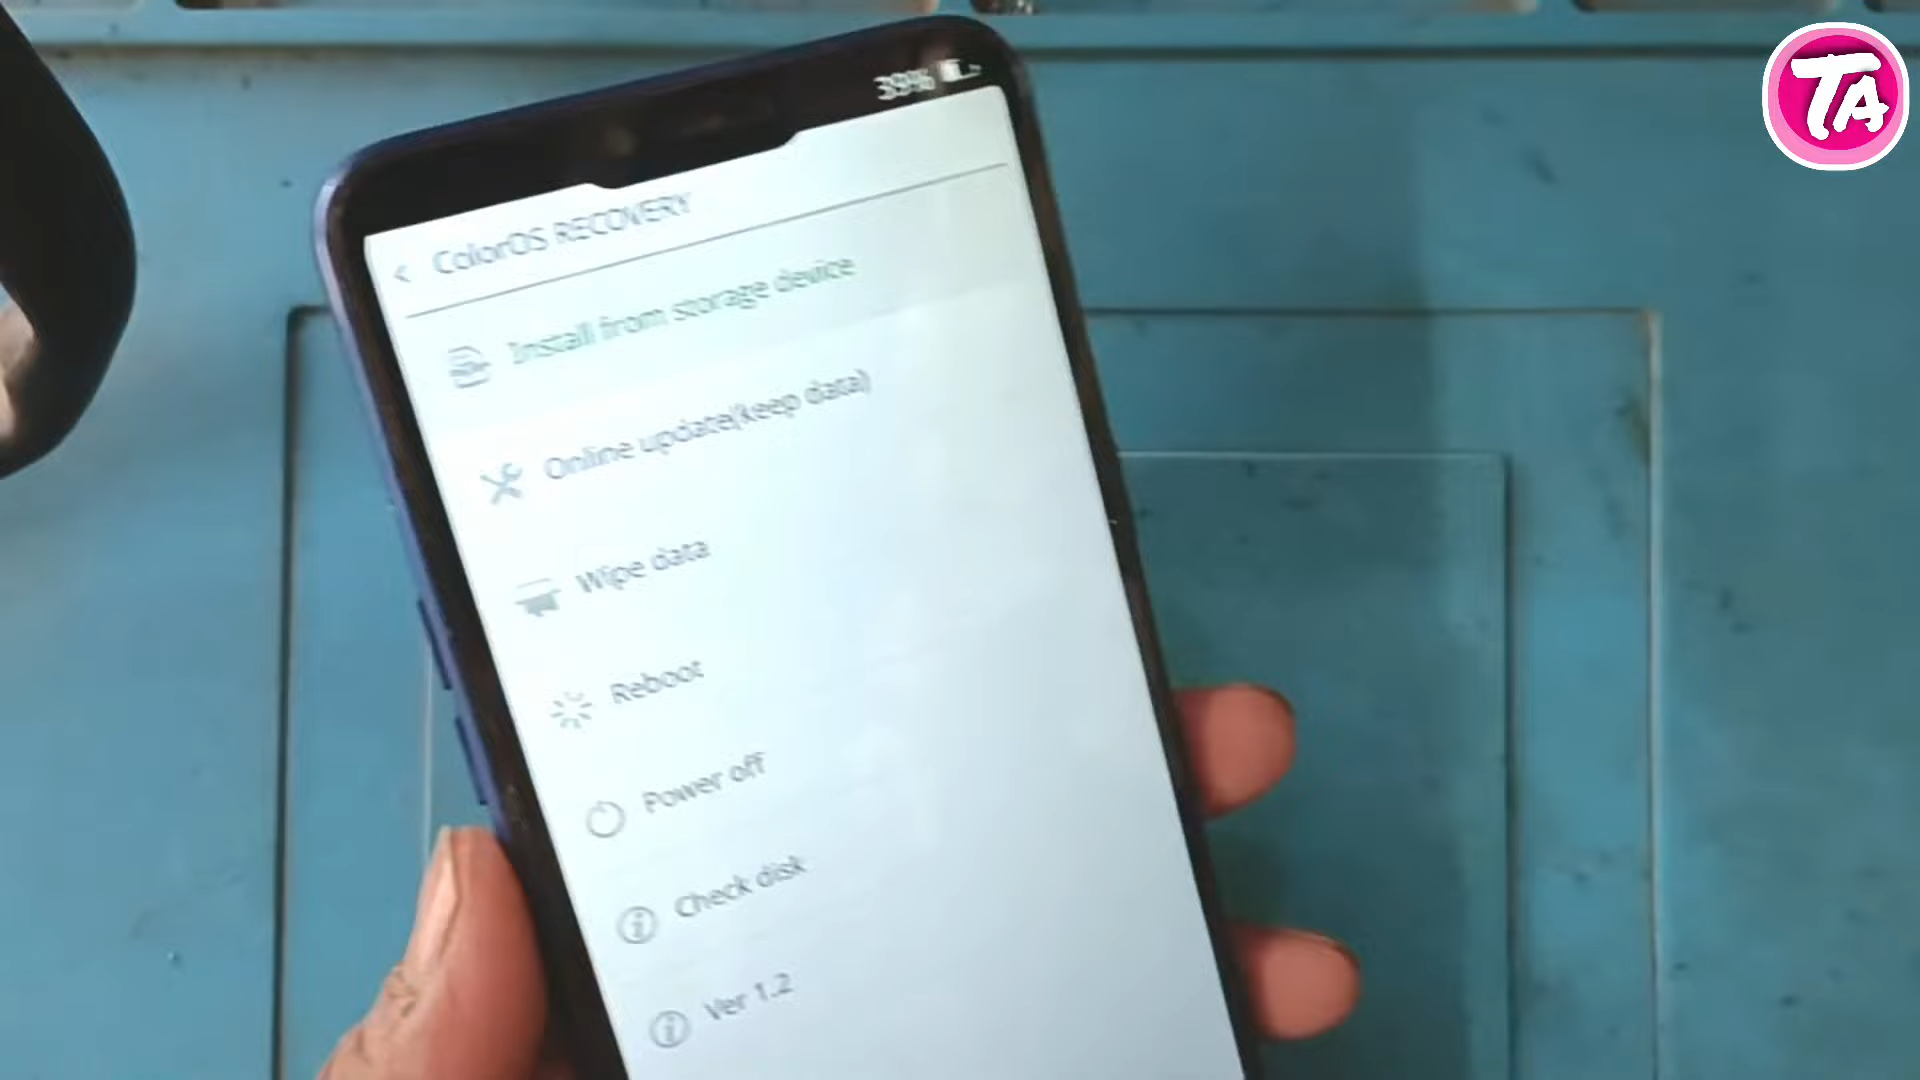 TA
39%
< ColorOS RECOVERY
Install from storage device
Online update(keep data)
Wipe data
Reboot
Power off
Check disk
Ver 1.2